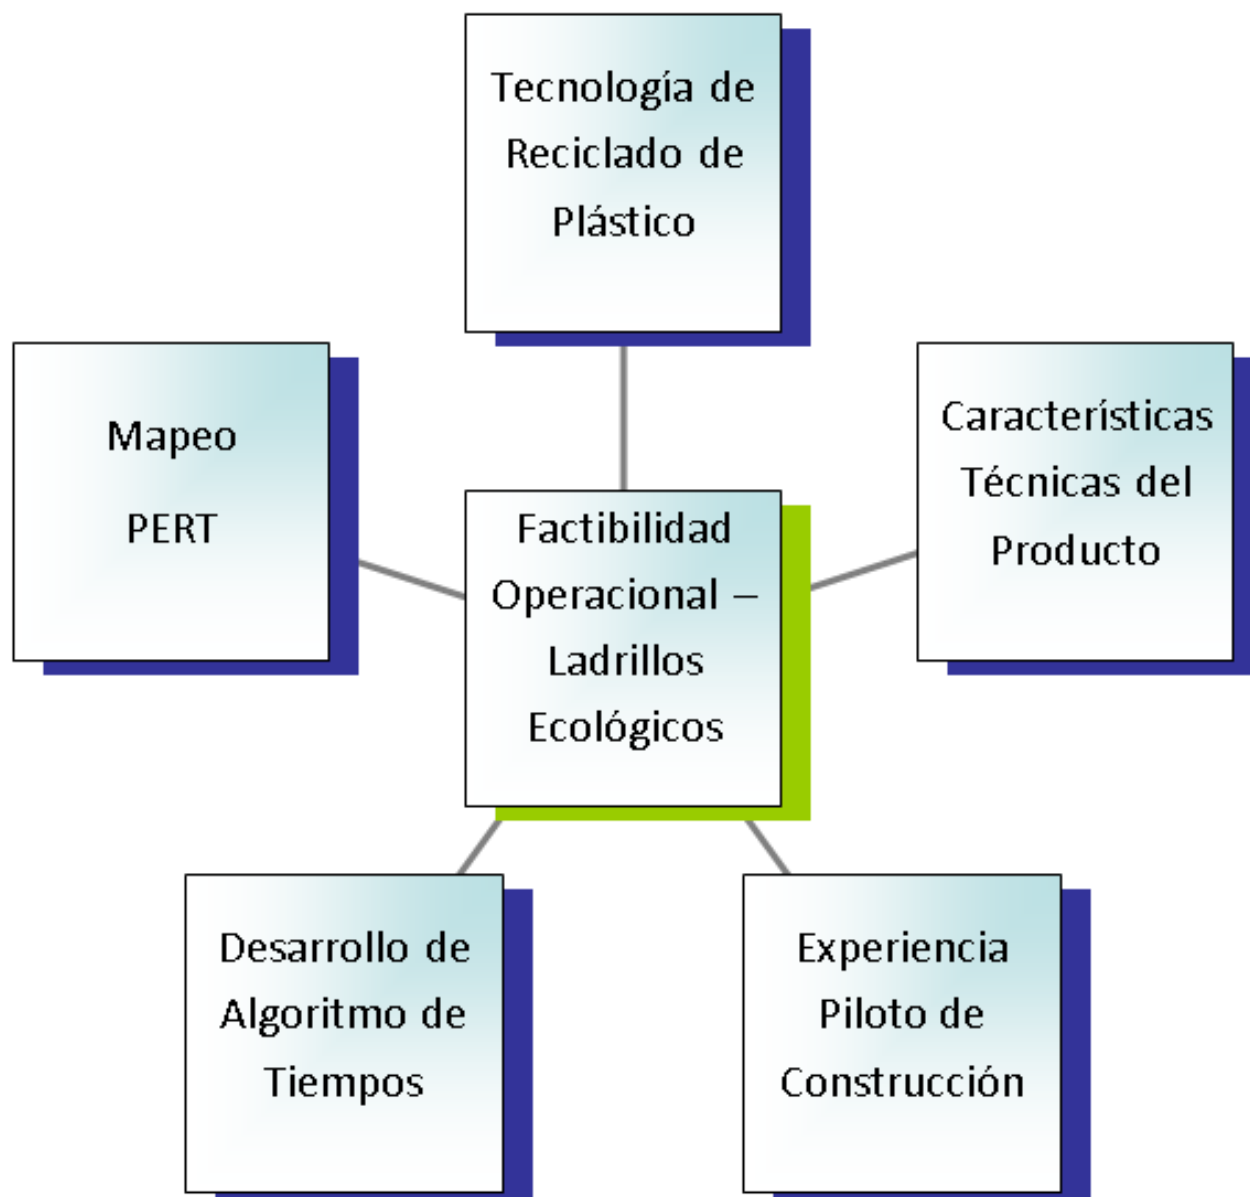 Tecnología de
Reciclado de
Plástico
Mapeo
PERT
Característísticas
Técnicas del
Producto
Factibilidad
Operacional –
Ladrillos
Ecológicos
Desarrollo de
Algoritmo de
Tiempos
Experiencia
Piloto de
Construcción